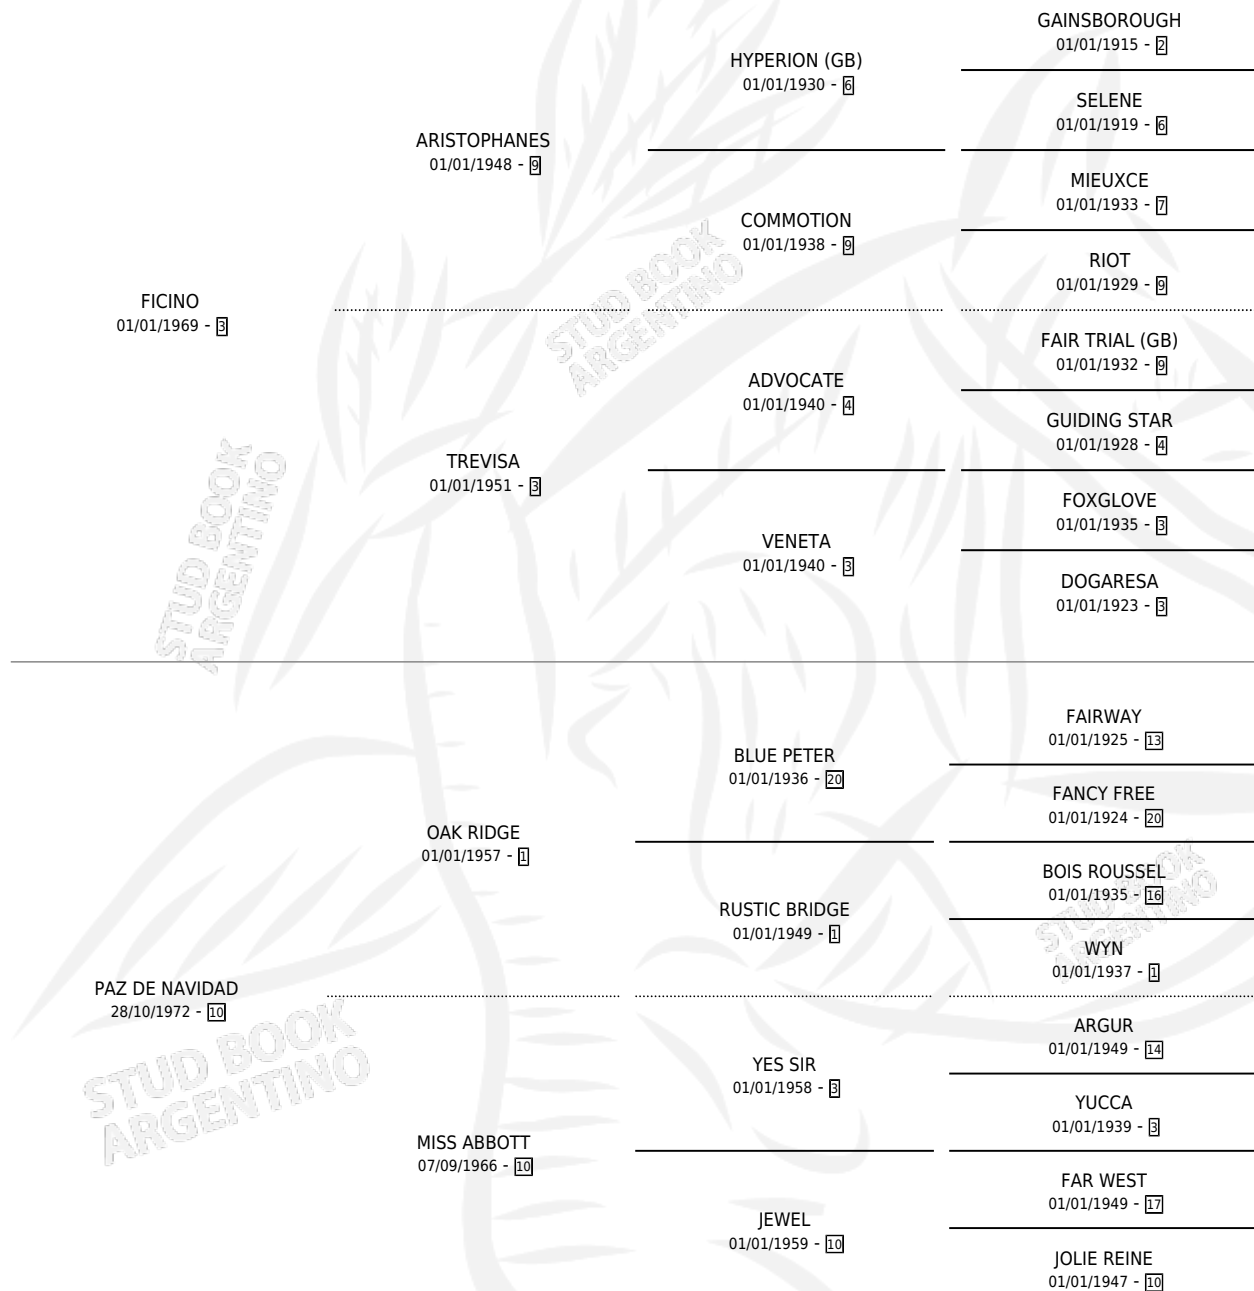 GAINSBOROUGH
01/01/1915 - 2
HYPERION (GB)
01/01/1930 - 6
SELENE
01/01/1919 - 6
ARISTOPHANES
01/01/1948 - 9
MIEUXCE
01/01/1933 - 7
COMMOTION
01/01/1938 - 9
RIOT
01/01/1929 - 9
FICINO
01/01/1969 - 3
STUD BOOK
ARGENTINO
FAIR TRIAL (GB)
01/01/1932 - 9
ADVOCATE
01/01/1940 - 4
GUIDING STAR
01/01/1928 - 4
TREVISA
01/01/1951 - 3
FOXGLOVE
01/01/1935 - 3
VENETA
01/01/1940 - 3
DOGARESA
01/01/1923 - 3
STUD BOOK
ARGENTINO
FAIRWAY
01/01/1925 - 13
BLUE PETER
01/01/1936 - 20
FANCY FREE
01/01/1924 - 20
OAK RIDGE
01/01/1957 - 1
BOIS ROUSSEL
01/01/1935 - 16
RUSTIC BRIDGE
01/01/1949 - 1
STUD BOOK
ARGENTINO
WYN
01/01/1937 - 1
PAZ DE NAVIDAD
28/10/1972 - 10
ARGUR
01/01/1949 - 14
YES SIR
01/01/1958 - 3
YUCCA
01/01/1939 - 3
STUD BOOK
ARGENTINO
MISS ABBOTT
07/09/1966 - 10
FAR WEST
01/01/1949 - 17
JEWEL
01/01/1959 - 10
JOLIE REINE
01/01/1947 - 10